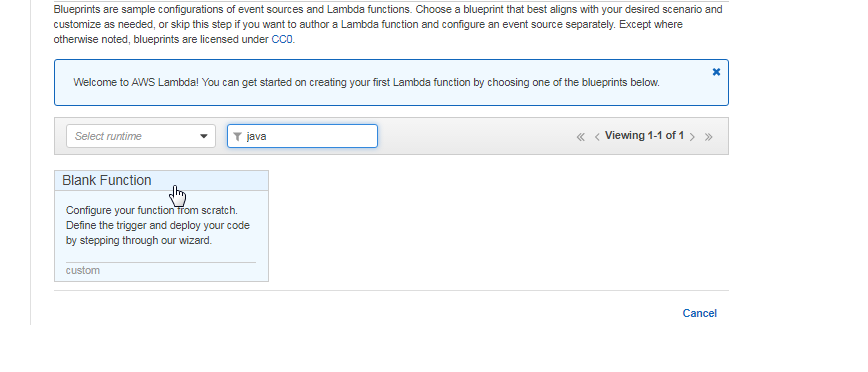 Blueprints are sample configurations of event sources and Lambda functions. Choose a blueprint that best aligns with your desired scenario and
customize as needed, or skip this step if you want to author a Lambda function and configure an event source separately. Except where
otherwise noted, blueprints are licensed under CC0.
Welcome to AWS Lambda! You can get started on creating your first Lambda function by choosing one of the blueprints below.
Select runtime
java
Viewing 1-1 of 1
Blank Function
Configure your function from scratch.
Define the trigger and deploy your code
by stepping through our wizard.
custom
Cancel